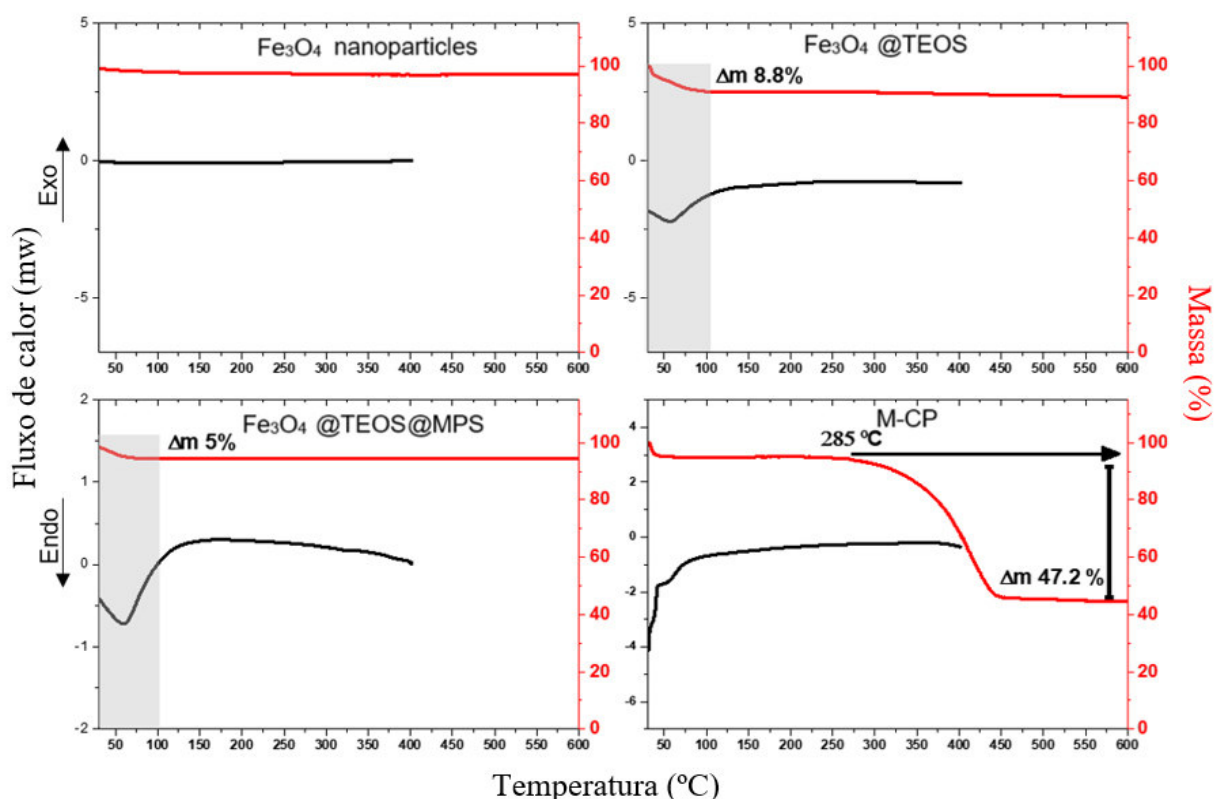 Fe₃O₄ nanoparticles
5
0
-5
100
80
60
40
20
0
50 100 150 200 250 300 350 400 450 500 550 600
Fe₃O₄ @TEOS
Δm 8.8%
5
0
-5
100
80
60
40
20
0
50 100 150 200 250 300 350 400 450 500 550 600
Fe₃O₄ @TEOS@MPS
Δm 5%
2
1
0
-1
-2
100
80
60
40
20
0
50 100 150 200 250 300 350 400 450 500 550 600
M-CP
285 ºC
Δm 47.2 %
4
2
0
-2
-4
-6
100
80
60
40
20
0
50 100 150 200 250 300 350 400 450 500 550 600
Exo
Fluxo de calor (mw)
Endo
Massa (%)
Temperatura (ºC)